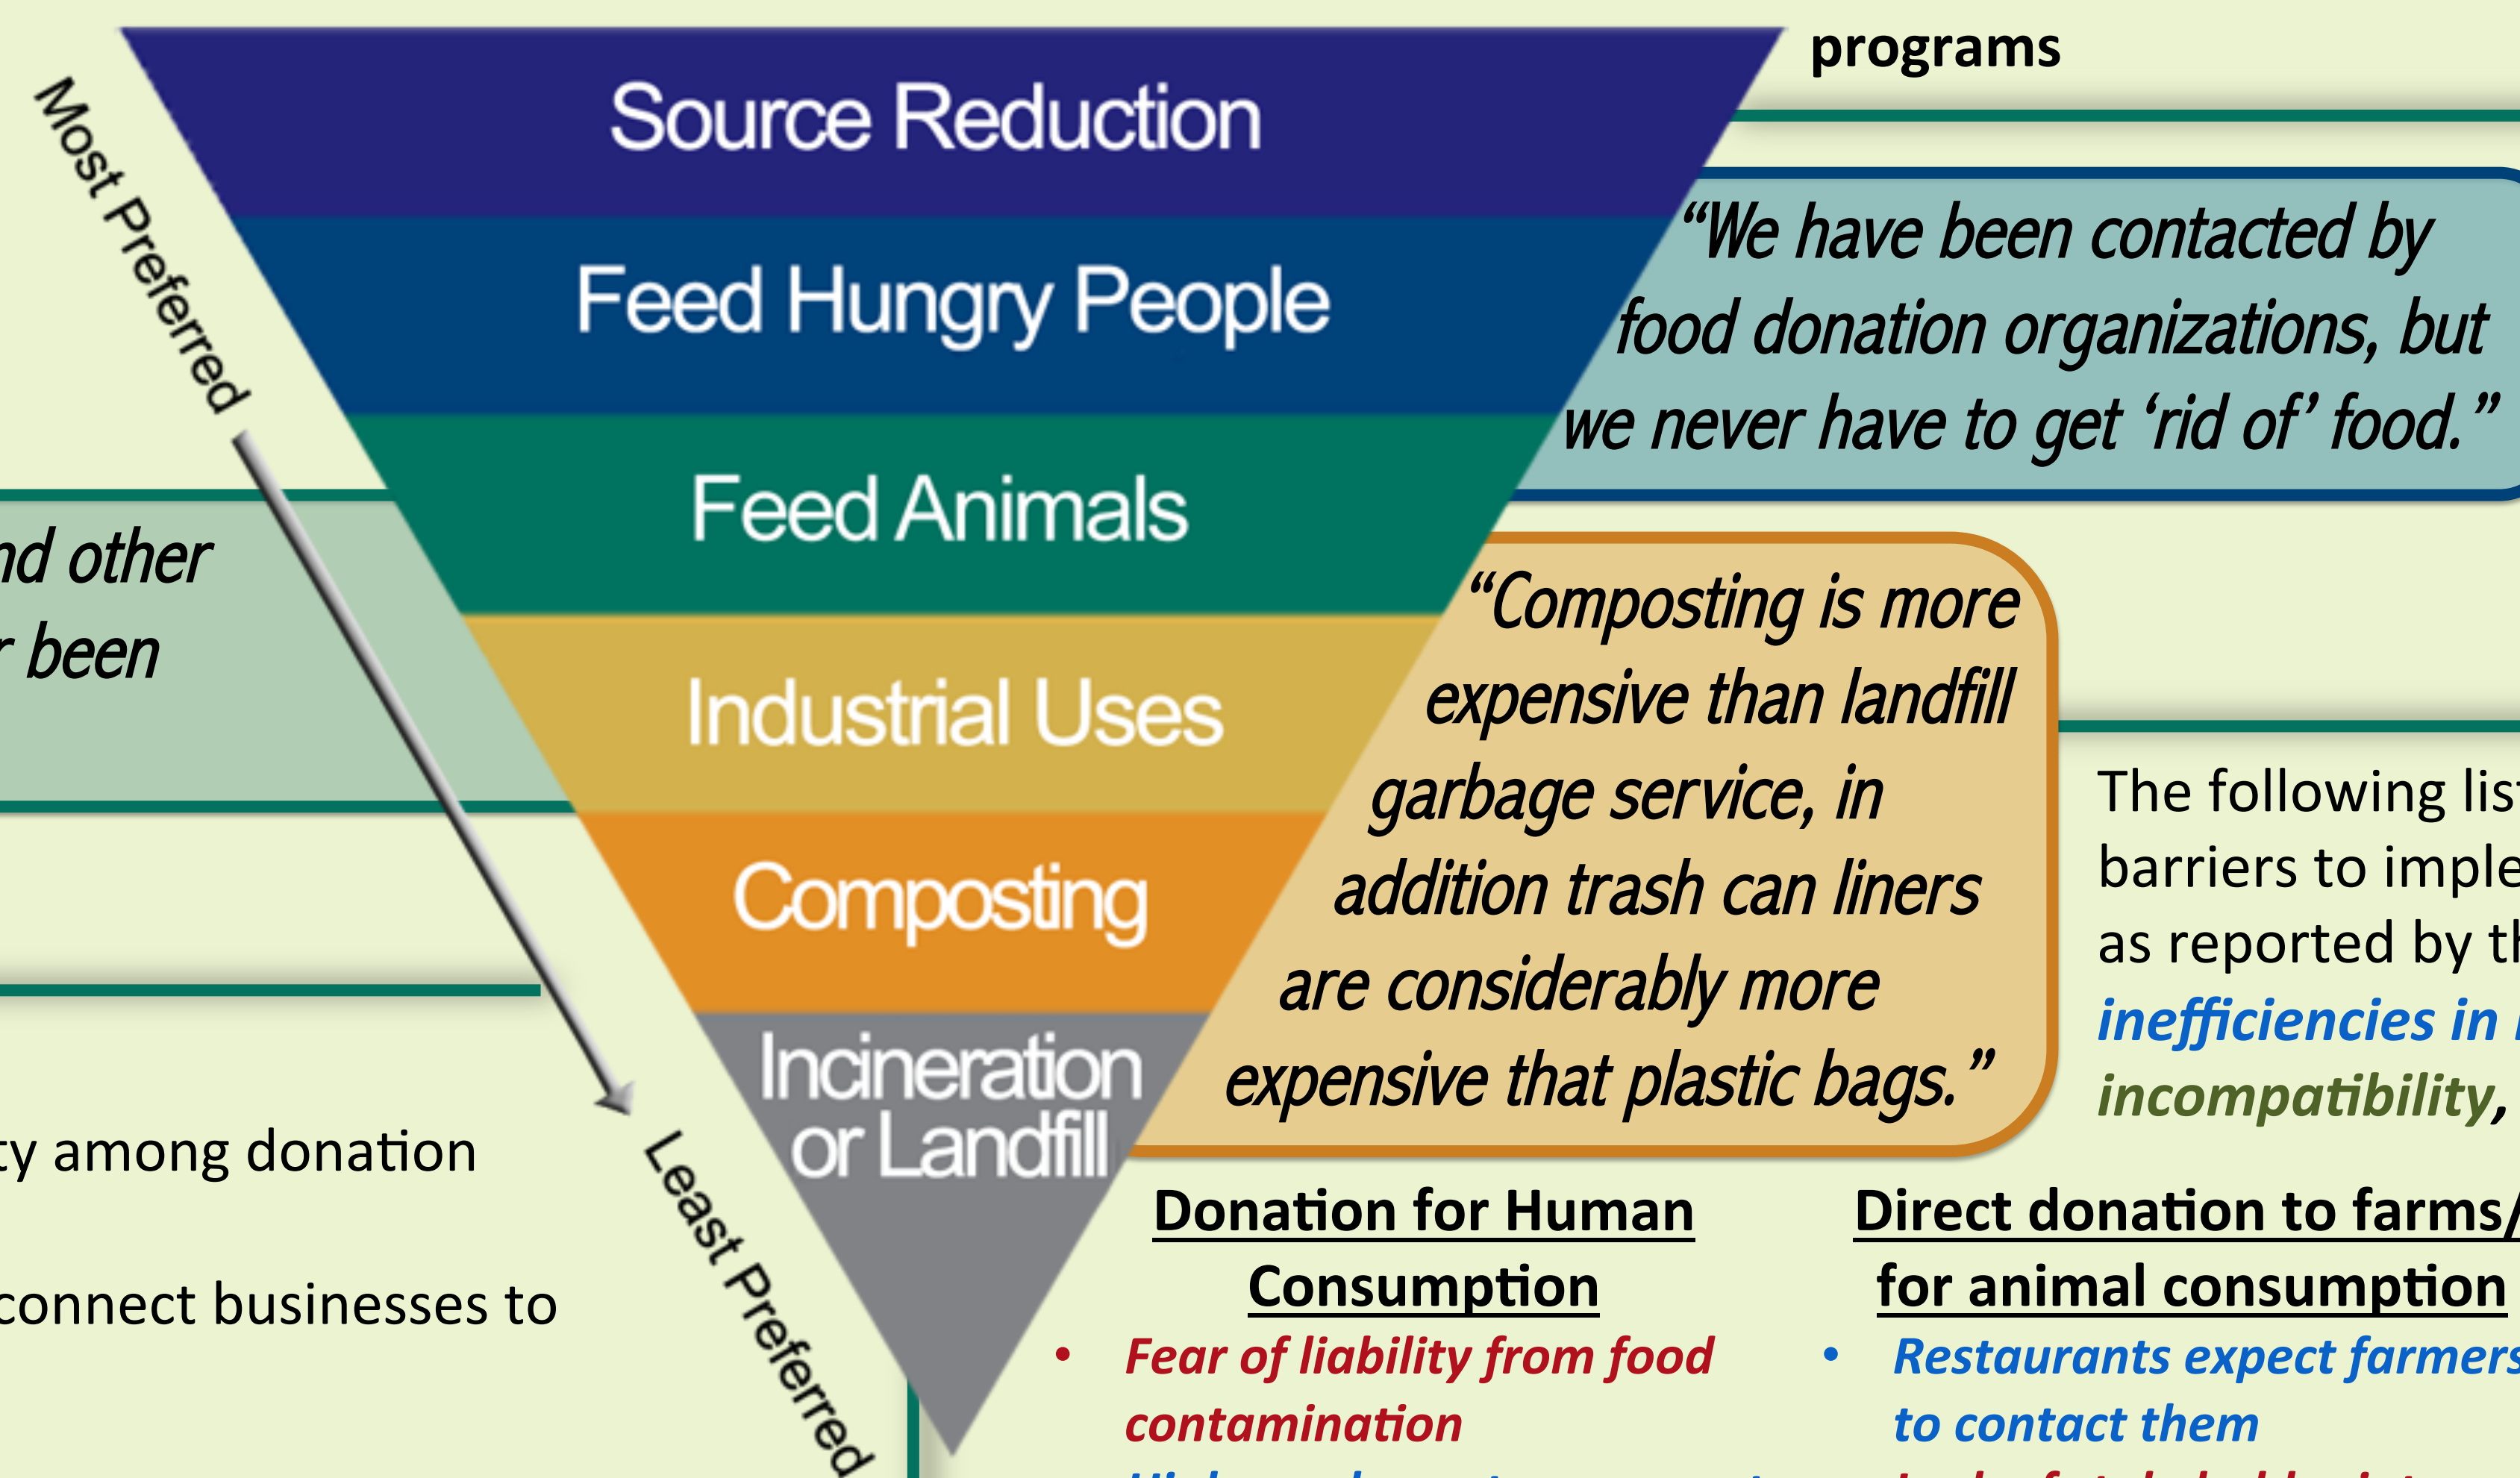 programs
Most Preferred
Source Reduction
Feed Hungry People
Feed Animals
Industrial Uses
Composting
Incineration
or Landfill
Least Preferred
“We have been contacted by
food donation organizations, but
we never have to get ‘rid of’ food.”
other
been
“Composting is more
expensive than landfill
garbage service, in
addition trash can liners
are considerably more
expensive that plastic bags.”
The following
barriers to
as reported by
inefficiencies in
incompatibility,
among donation
connect businesses to
Donation for Human
Consumption
• Fear of liability from food
contamination
Direct donation to farms/
for animal consumption
• Restaurants expect farmers
to contact them